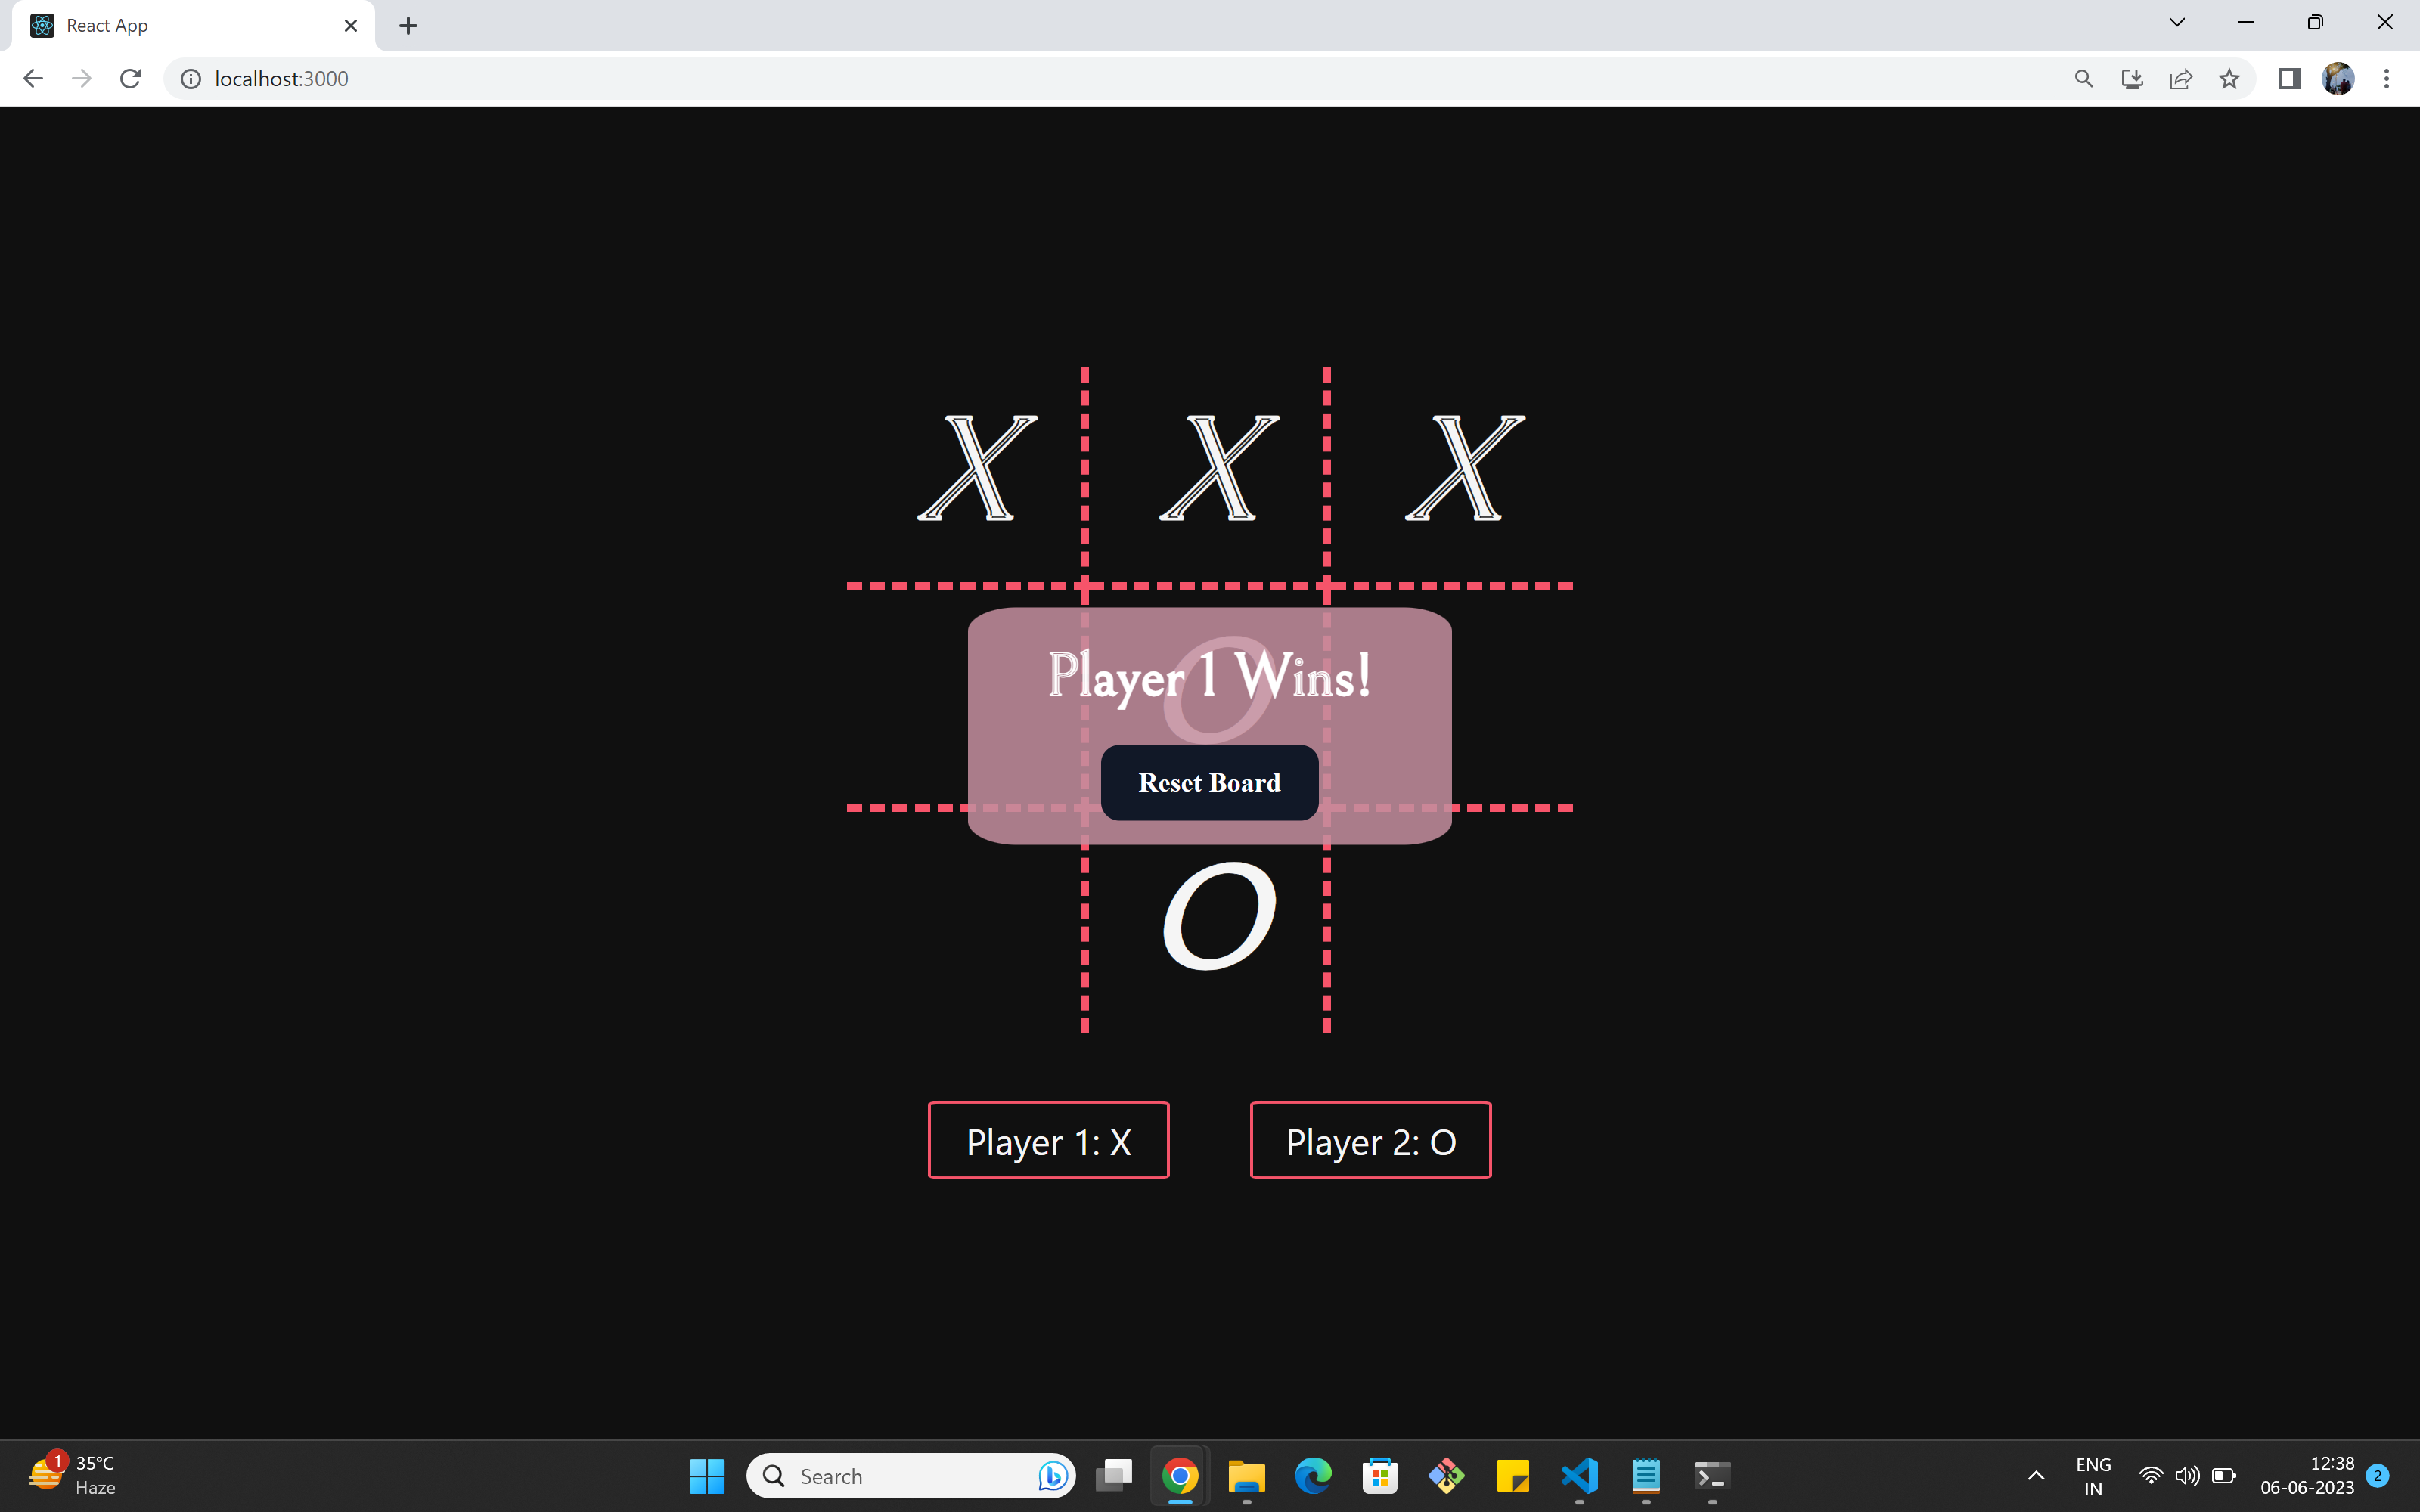 React App
localhost:3000
X X X
O
Player 1 Wins!
Reset Board
O
Player 1: X Player 2: O
1
35°C
Haze
Search
ENG
IN
12:38
06-06-2023
2